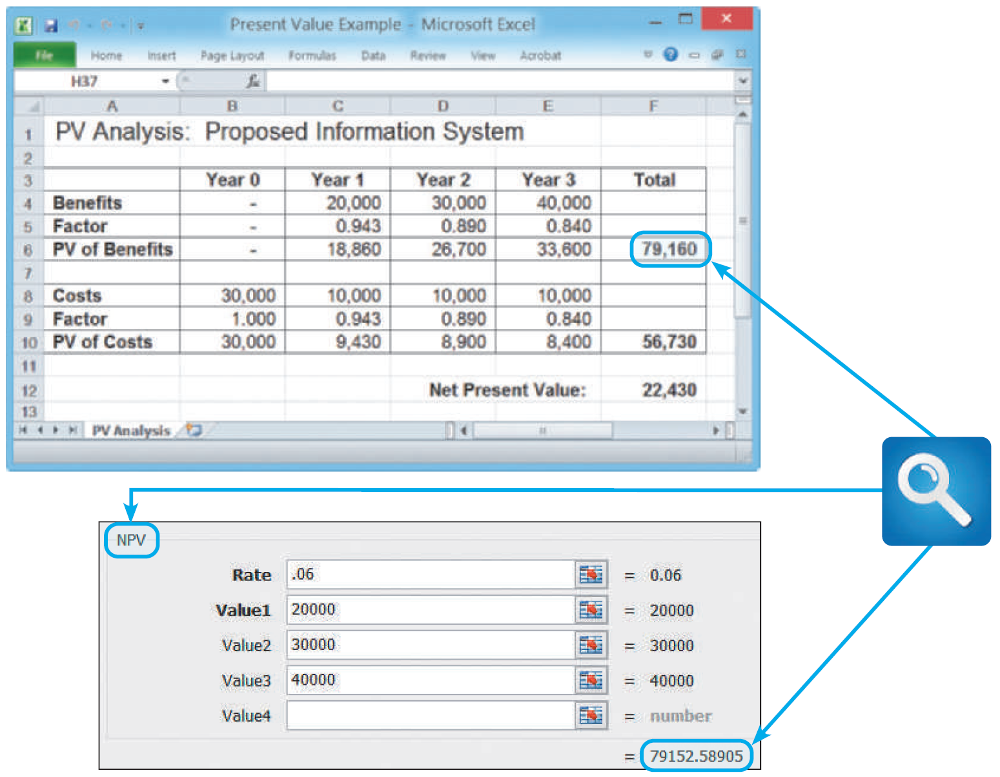 Present Value Example - Microsoft Excel
File Home Insert Page Layout Formulas Data Review View Acrobat
H37 fx
A B C D E F
1 PV Analysis: Proposed Information System
2
3 Year 0 Year 1 Year 2 Year 3 Total
4 Benefits - 20,000 30,000 40,000
5 Factor - 0.943 0.890 0.840
6 PV of Benefits - 18,860 26,700 33,600 79,160
7
8 Costs 30,000 10,000 10,000 10,000
9 Factor 1.000 0.943 0.890 0.840
10 PV of Costs 30,000 9,430 8,900 8,400 56,730
11
12 Net Present Value: 22,430
13
PV Analysis
NPV
Rate .06 = 0.06
Value1 20000 = 20000
Value2 30000 = 30000
Value3 40000 = 40000
Value4 = number
= 79152.58905